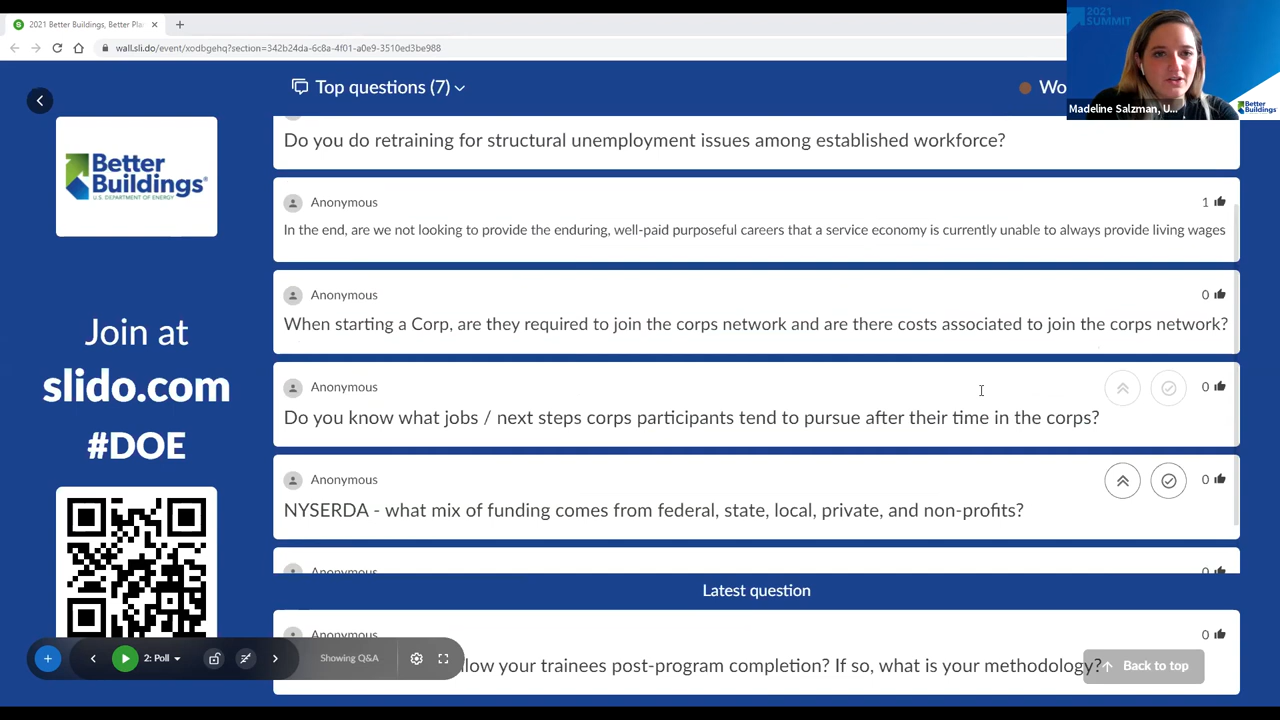 2021 Better Buildings, Better Pla
wall.sli.do/event/xodbgehq?section=342b24da-6c8a-4f01-a0e9-3510ed3be988
2021
SUMMIT
Madeline Salzman, U...
Better
Buildings
Top questions (7)
Wo
Better
Buildings®
U.S. DEPARTMENT OF ENERGY
Join at
slido.com
#DOE
Do you do retraining for structural unemployment issues among established workforce?
Anonymous 1
In the end, are we not looking to provide the enduring, well-paid purposeful careers that a service economy is currently unable to always provide living wages
Anonymous 0
When starting a Corp, are they required to join the corps network and are there costs associated to join the corps network?
Anonymous 0
Do you know what jobs / next steps corps participants tend to pursue after their time in the corps?
Anonymous 0
NYSERDA - what mix of funding comes from federal, state, local, private, and non-profits?
Anonymous 0
Latest question
Anonymous 0
llow your trainees post-program completion? If so, what is your methodology?
Back to top
2: Poll
Showing Q&A